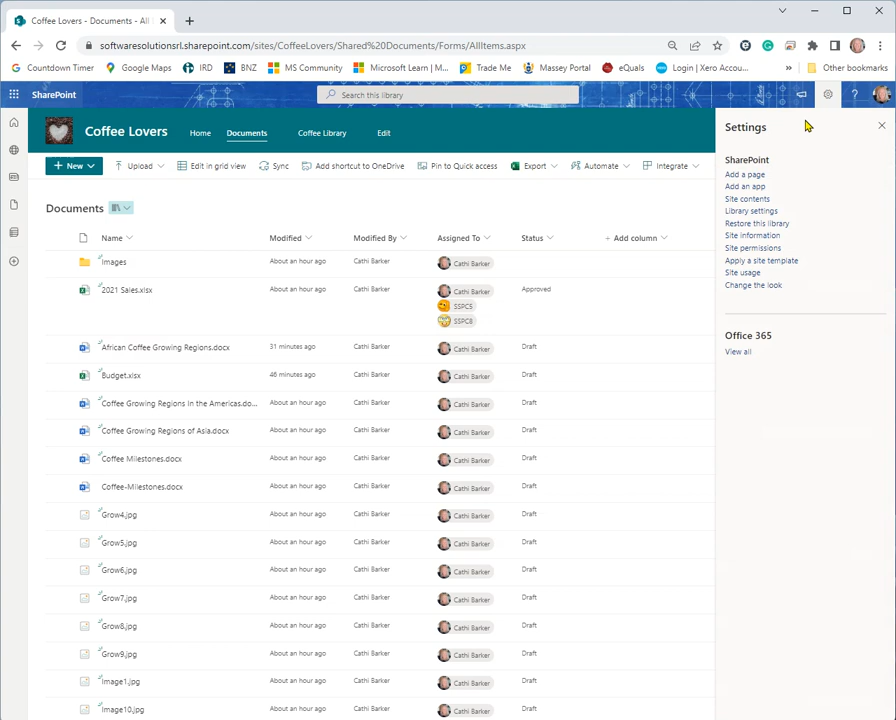 Coffee Lovers - Documents - All I
softwaresolutionsrl.sharepoint.com/sites/CoffeeLovers/Shared%20Documents/Forms/AllItems.aspx
Countdown Timer Google Maps IRD BNZ MS Community Microsoft Learn | M... Trade Me Massey Portal eQuals Login | Xero Accou... » Other bookmarks
SharePoint Search this library ?
Coffee Lovers Home Documents Coffee Library Edit
Settings
+ New Upload Edit in grid view Sync Add shortcut to OneDrive Pin to Quick access Export Automate Integrate
SharePoint
Add a page
Add an app
Site contents
Library settings
Restore this library
Site information
Site permissions
Apply a site template
Site usage
Change the look
Office 365
View all
Documents
Name Modified Modified By Assigned To Status + Add column
Images About an hour ago Cathi Barker Cathi Barker
2021 Sales.xlsx About an hour ago Cathi Barker Cathi Barker Approved
SSPC5
SSPC8
African Coffee Growing Regions.docx 31 minutes ago Cathi Barker Cathi Barker Draft
Budget.xlsx 46 minutes ago Cathi Barker Cathi Barker Draft
Coffee Growing Regions in the Americas.do... About an hour ago Cathi Barker Cathi Barker Draft
Coffee Growing Regions of Asia.docx About an hour ago Cathi Barker Cathi Barker Draft
Coffee Milestones.docx About an hour ago Cathi Barker Cathi Barker Draft
Coffee-Milestones.docx About an hour ago Cathi Barker Cathi Barker Draft
Grow4.jpg About an hour ago Cathi Barker Cathi Barker Draft
Grow5.jpg About an hour ago Cathi Barker Cathi Barker Draft
Grow6.jpg About an hour ago Cathi Barker Cathi Barker Draft
Grow7.jpg About an hour ago Cathi Barker Cathi Barker Draft
Grow8.jpg About an hour ago Cathi Barker Cathi Barker Draft
Grow9.jpg About an hour ago Cathi Barker Cathi Barker Draft
Image1.jpg About an hour ago Cathi Barker Cathi Barker Draft
Image10.jpg About an hour ago Cathi Barker Cathi Barker Draft